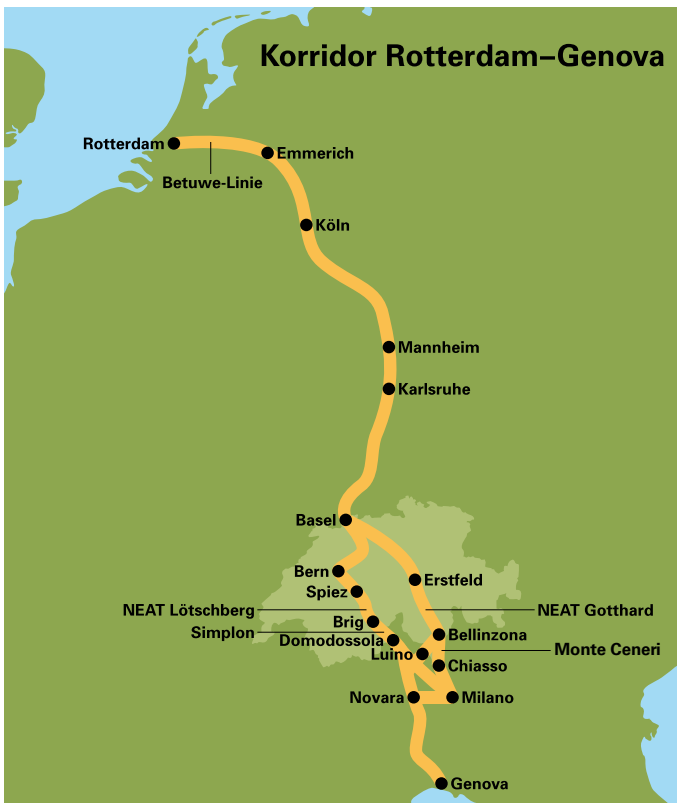 Korridor Rotterdam–Genova
Rotterdam
Emmerich
Betuwe-Linie
Köln
Mannheim
Karlsruhe
Basel
Bern
Erstfeld
Spiez
NEAT Lötschberg
NEAT Gotthard
Brig
Simplon
Bellinzona
Domodossola
Monte Ceneri
Luino
Chiasso
Novara
Milano
Genova